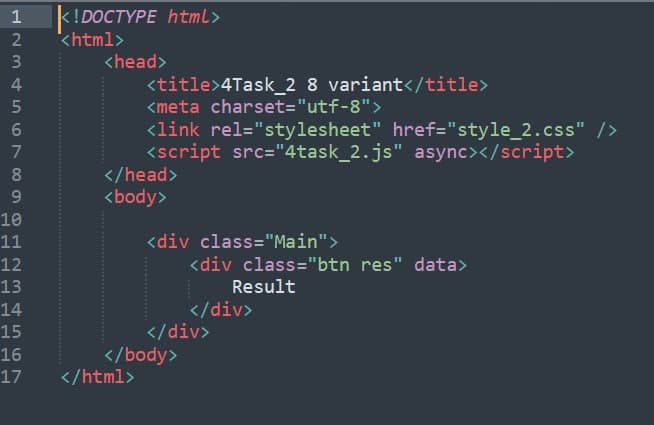 1 <!DOCTYPE html>
2 <html>
3     <head>
4         <title>4Task_2 8 variant</title>
5         <meta charset="utf-8">
6         <link rel="stylesheet" href="style_2.css" />
7         <script src="4task_2.js" async></script>
8     </head>
9     <body>
10
11         <div class="Main">
12             <div class="btn res" data>
13                 Result
14             </div>
15         </div>
16     </body>
17 </html>